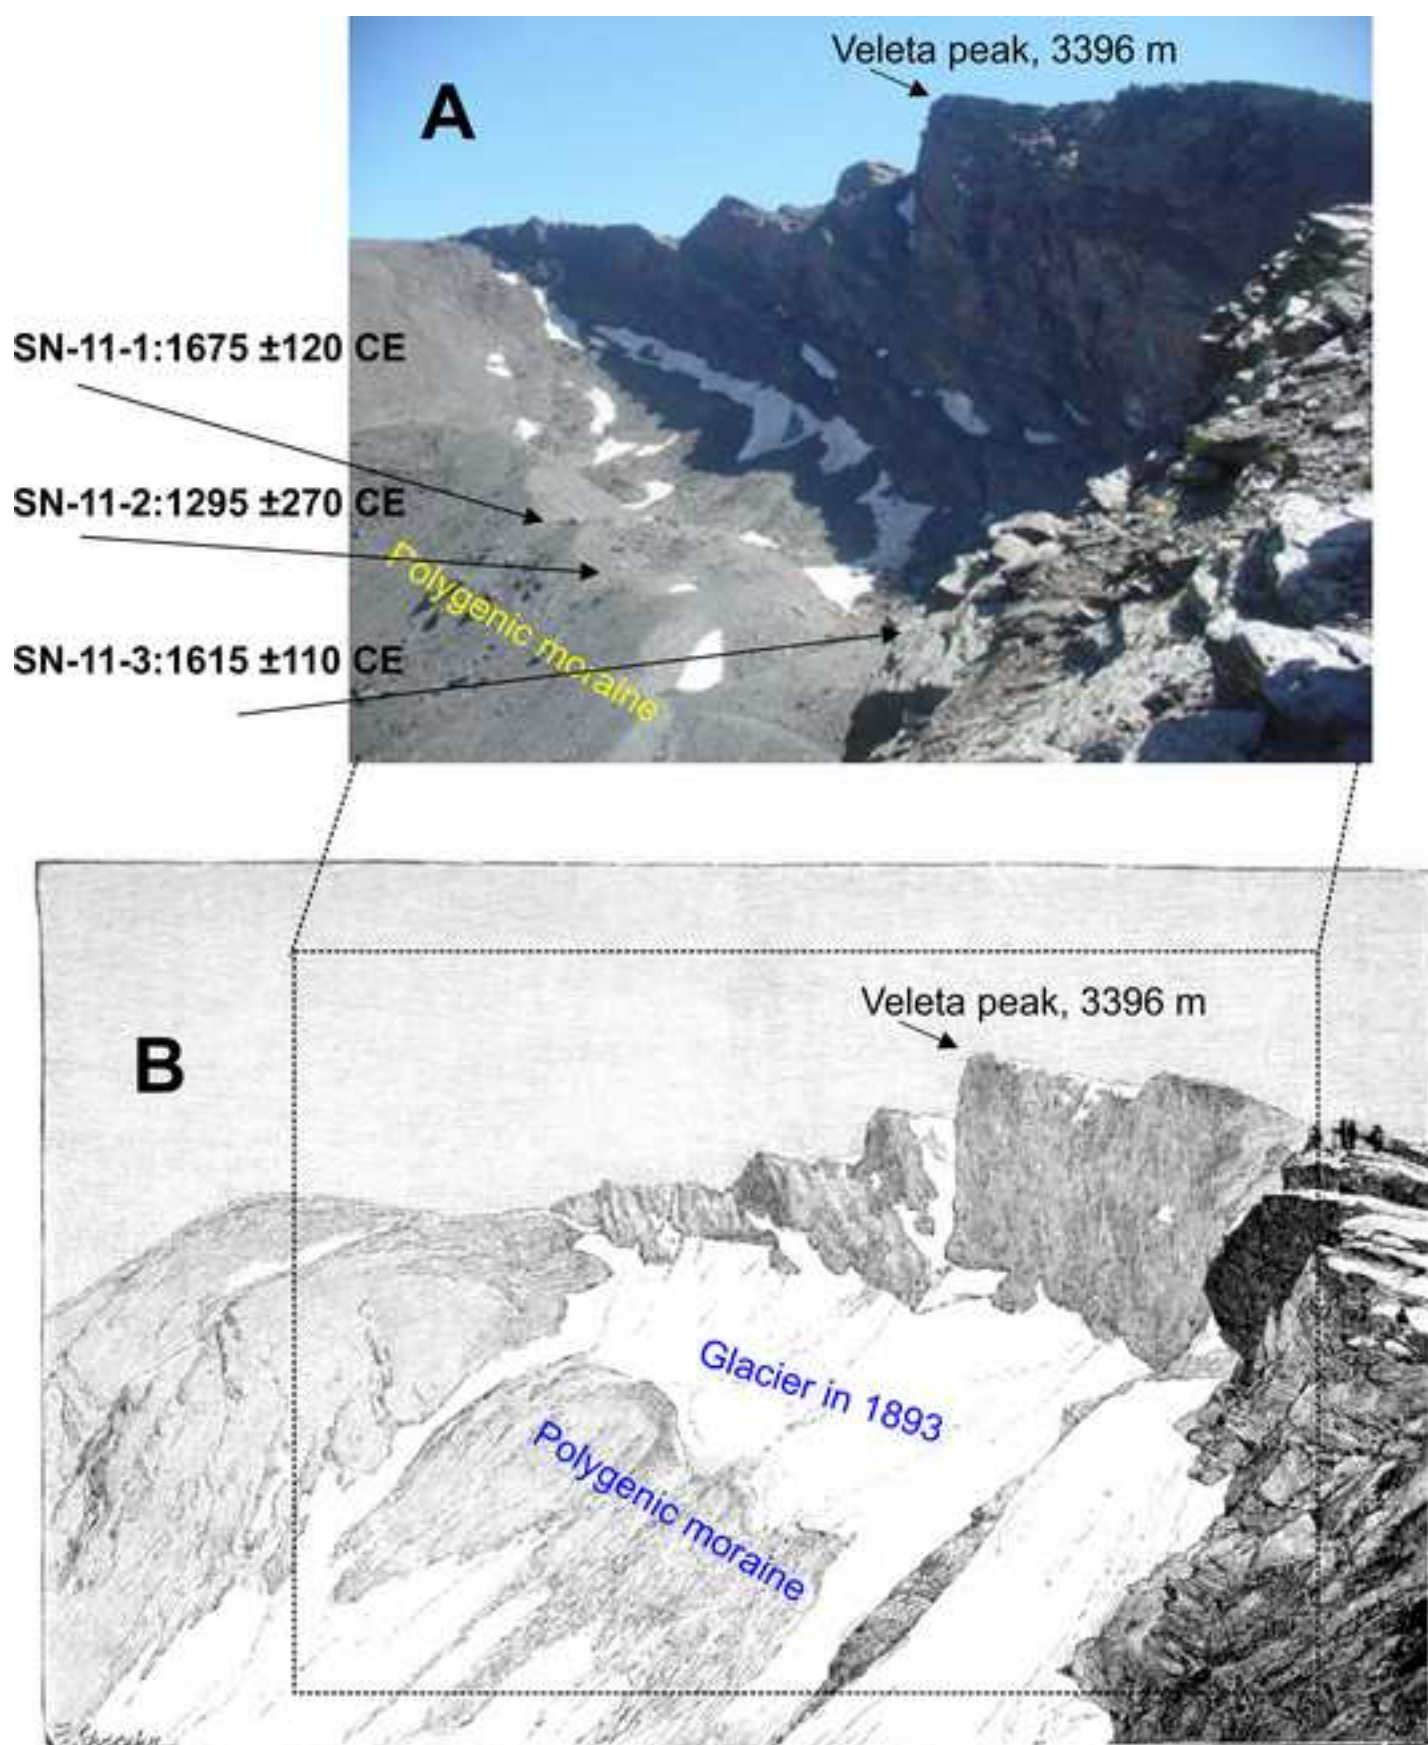 Veleta peak, 3396 m
A
SN-11-1:1675 ±120 CE
SN-11-2:1295 ±270 CE
Polygenic moraine
SN-11-3:1615 ±110 CE
Veleta peak, 3396 m
B
Glacier in 1893
Polygenic moraine